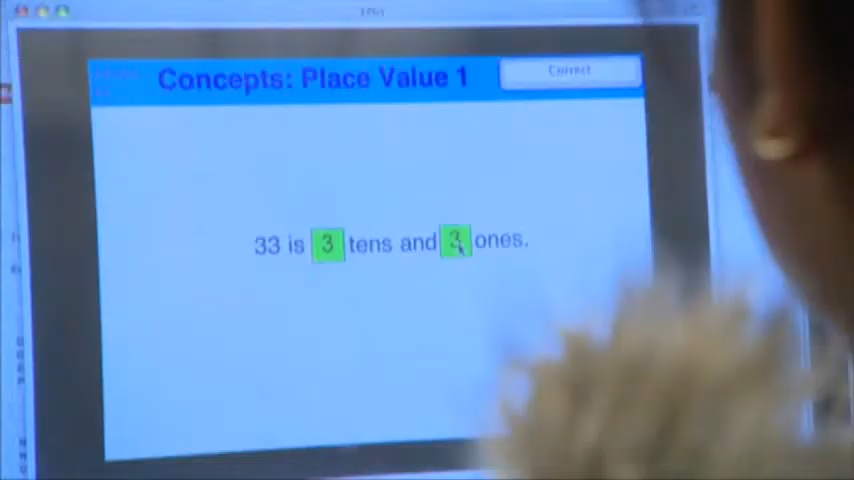 Concepts: Place Value 1
Correct
33 is 3 tens and 3 ones.